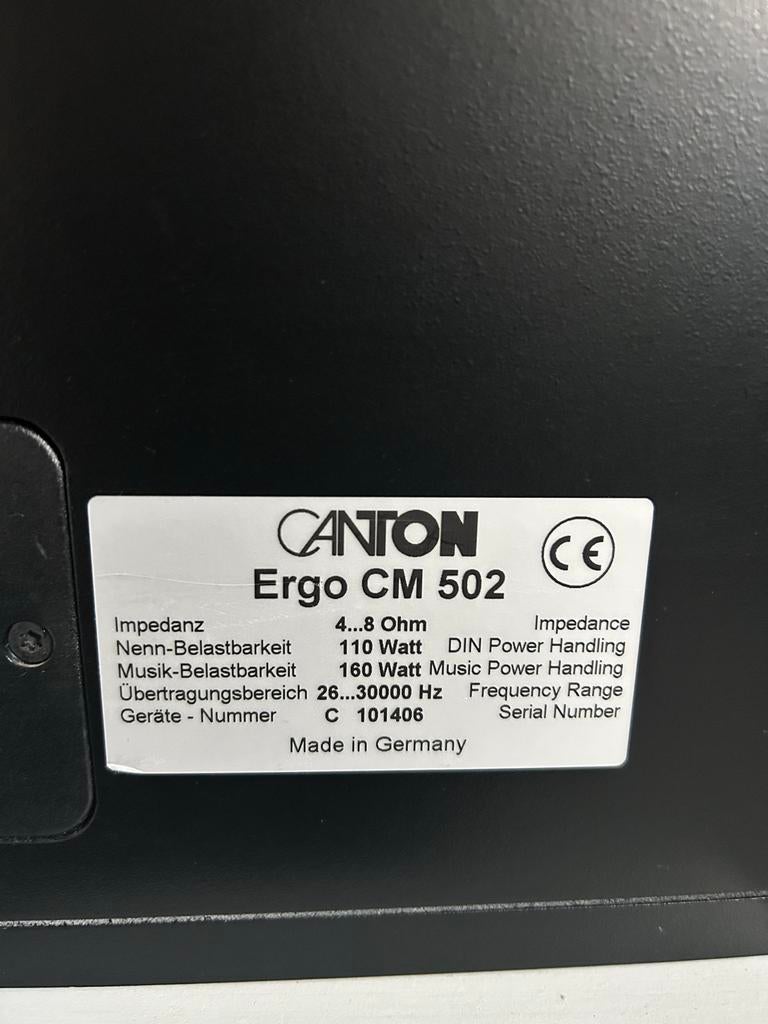 CANTON
CE
Ergo CM 502
Impedanz 4...8 Ohm Impedance
Nenn-Belastbarkeit 110 Watt DIN Power Handling
Musik-Belastbarkeit 160 Watt Music Power Handling
Übertragungsbereich 26...30000 Hz Frequency Range
Geräte - Nummer C 101406 Serial Number
Made in Germany